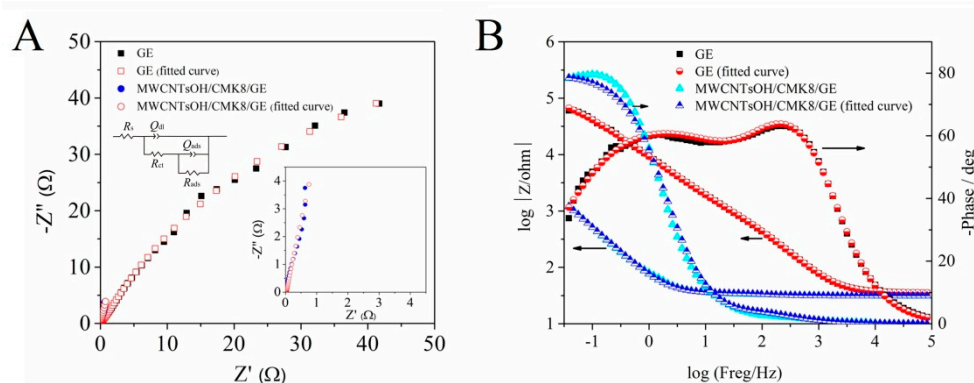 A
50
40
30
20
10
0
-Z" (Ω)
GE
GE (fitted curve)
MWCNTsOH/CMK8/GE
MWCNTsOH/CMK8/GE (fitted curve)
Rs
Qdl
Rct
Qads
Rads
4
3
2
1
0
-Z" (Ω)
0 1 2 3 4
Z' (Ω)
0 10 20 30 40 50
Z' (Ω)
B
6
5
4
3
2
1
log |Z/ohm|
GE
GE (fitted curve)
MWCNTsOH/CMK8/GE
MWCNTsOH/CMK8/GE (fitted curve)
80
60
40
20
0
-Phase / deg
-1 0 1 2 3 4 5
log (Freg/Hz)